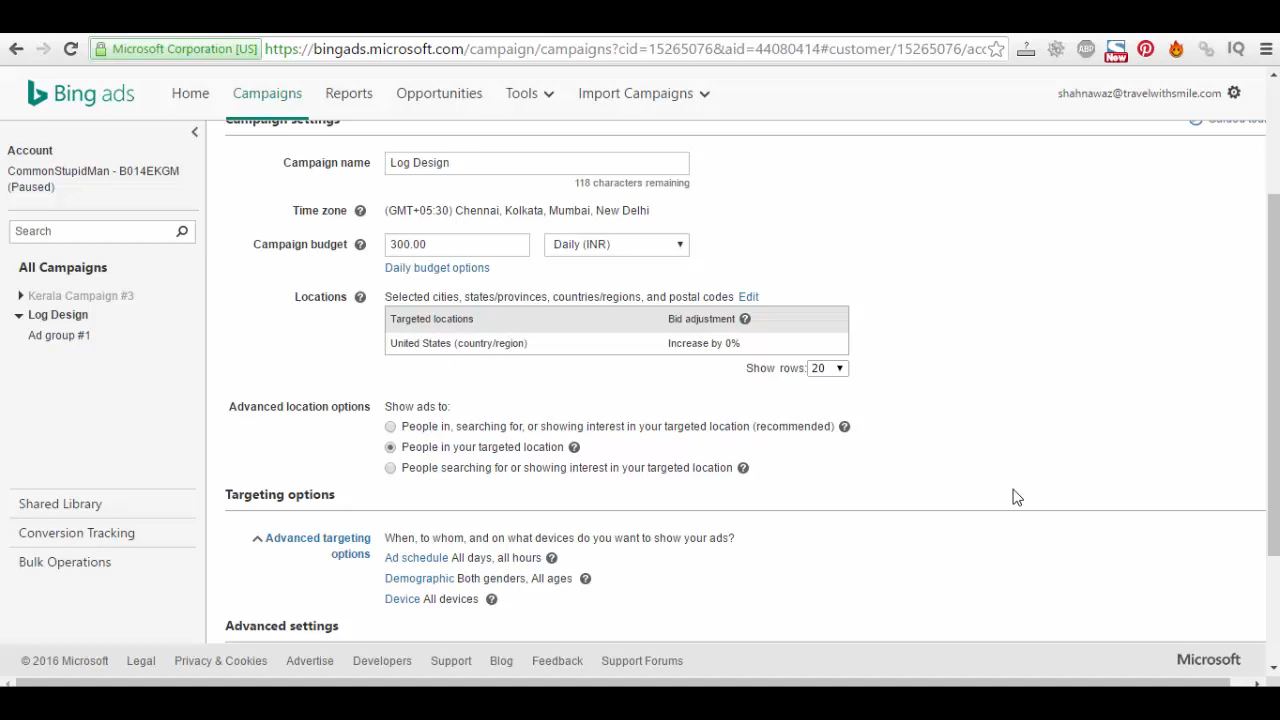 Microsoft Corporation [US] https://bingads.microsoft.com/campaign/campaigns?cid=15265076&aid=44080414#customer/15265076/acc
ABP
New
IQ
Bing ads
Home Campaigns Reports Opportunities Tools Import Campaigns
shahnawaz@travelwithsmile.com
Account
CommonStupidMan - B014EKGM
(Paused)
Search
All Campaigns
Kerala Campaign #3
Log Design
Ad group #1
Shared Library
Conversion Tracking
Bulk Operations
Campaign settings
Campaign name Log Design
118 characters remaining
Time zone (GMT+05:30) Chennai, Kolkata, Mumbai, New Delhi
Campaign budget 300.00 Daily (INR)
Daily budget options
Locations Selected cities, states/provinces, countries/regions, and postal codes Edit
Targeted locations Bid adjustment
United States (country/region) Increase by 0%
Show rows: 20
Advanced location options Show ads to:
People in, searching for, or showing interest in your targeted location (recommended)
People in your targeted location
People searching for or showing interest in your targeted location
Targeting options
Advanced targeting options When, to whom, and on what devices do you want to show your ads?
Ad schedule All days, all hours
Demographic Both genders, All ages
Device All devices
Advanced settings
© 2016 Microsoft Legal Privacy & Cookies Advertise Developers Support Blog Feedback Support Forums Microsoft